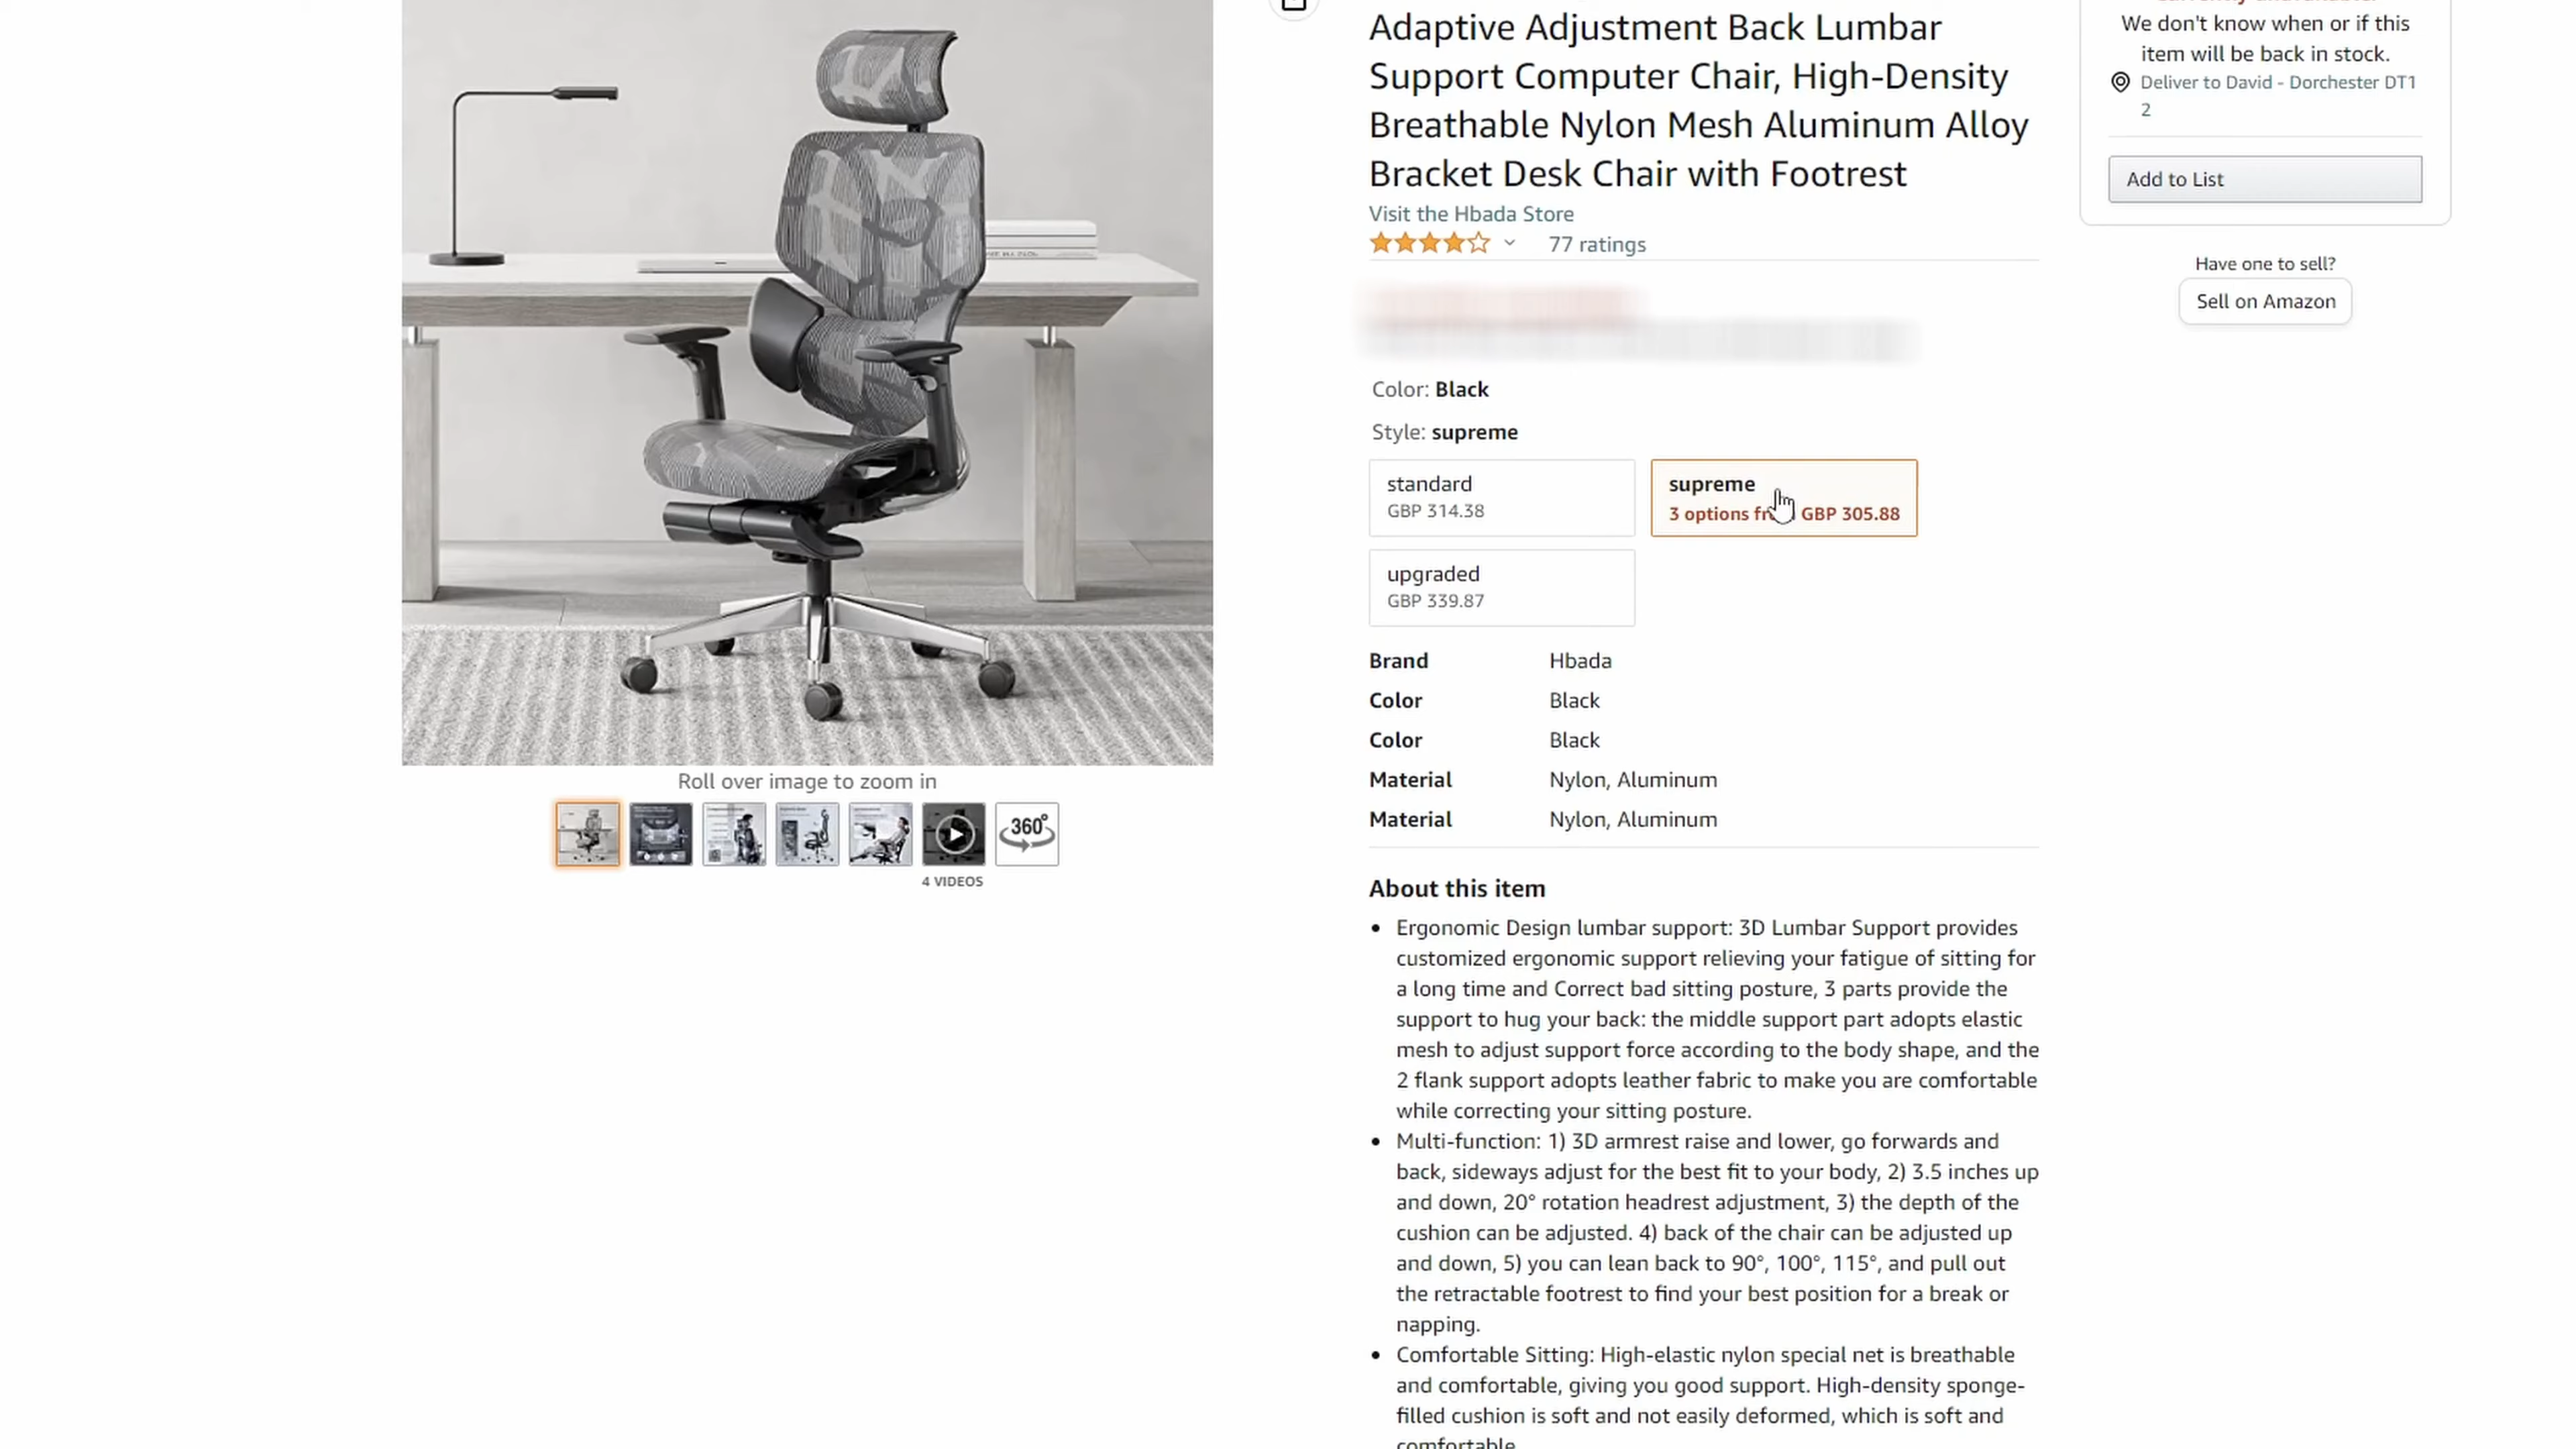 Adaptive Adjustment Back Lumbar
Support Computer Chair, High-Density
Breathable Nylon Mesh Aluminum Alloy
Bracket Desk Chair with Footrest
Visit the Hbada Store
77 ratings
Color: Black
Style: supreme
standard
GBP 314.38
supreme
3 options GBP 305.88
upgraded
GBP 339.87
Brand Hbada
Color Black
Color Black
Material Nylon, Aluminum
Material Nylon, Aluminum
About this item
Ergonomic Design lumbar support: 3D Lumbar Support provides
customized ergonomic support relieving your fatigue of sitting for
a long time and Correct bad sitting posture, 3 parts provide the
support to hug your back: the middle support part adopts elastic
mesh to adjust support force according to the body shape, and the
2 flank support adopts leather fabric to make you are comfortable
while correcting your sitting posture.
Multi-function: 1) 3D armrest raise and lower, go forwards and
back, sideways adjust for the best fit to your body, 2) 3.5 inches up
and down, 20° rotation headrest adjustment, 3) the depth of the
cushion can be adjusted. 4) back of the chair can be adjusted up
and down, 5) you can lean back to 90°, 100°, 115°, and pull out
the retractable footrest to find your best position for a break or
napping.
Comfortable Sitting: High-elastic nylon special net is breathable
and comfortable, giving you good support. High-density sponge-
filled cushion is soft and not easily deformed, which is soft and
comfortable
We don't know when or if this
item will be back in stock.
Deliver to David - Dorchester DT1
2
Add to List
Have one to sell?
Sell on Amazon
Roll over image to zoom in
360°
4 VIDEOS